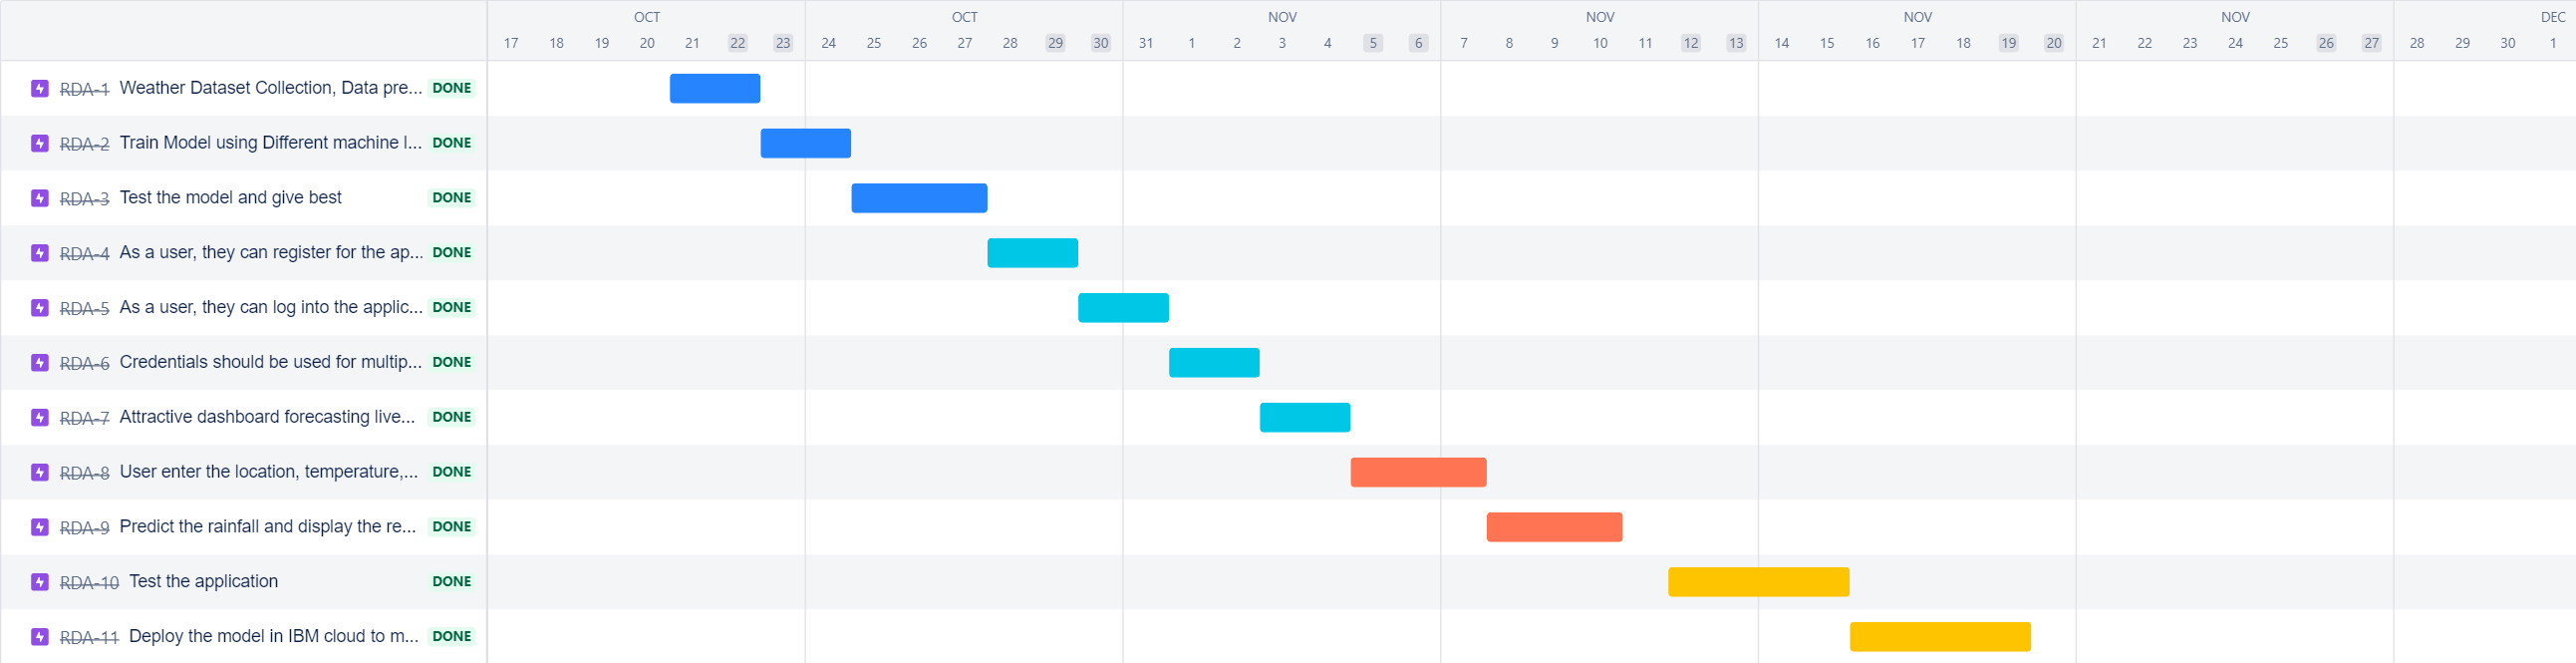 OCT OCT NOV NOV NOV NOV DEC
17 18 19 20 21 22 23 24 25 26 27 28 29 30 31 1 2 3 4 5 6 7 8 9 10 11 12 13 14 15 16 17 18 19 20 21 22 23 24 25 26 27 28 29 30 1
RDA-1 Weather Dataset Collection, Data pre... DONE
RDA-2 Train Model using Different machine l... DONE
RDA-3 Test the model and give best DONE
RDA-4 As a user, they can register for the ap... DONE
RDA-5 As a user, they can log into the applic... DONE
RDA-6 Credentials should be used for multip... DONE
RDA-7 Attractive dashboard forecasting live... DONE
RDA-8 User enter the location, temperature,... DONE
RDA-9 Predict the rainfall and display the re... DONE
RDA-10 Test the application DONE
RDA-11 Deploy the model in IBM cloud to m... DONE